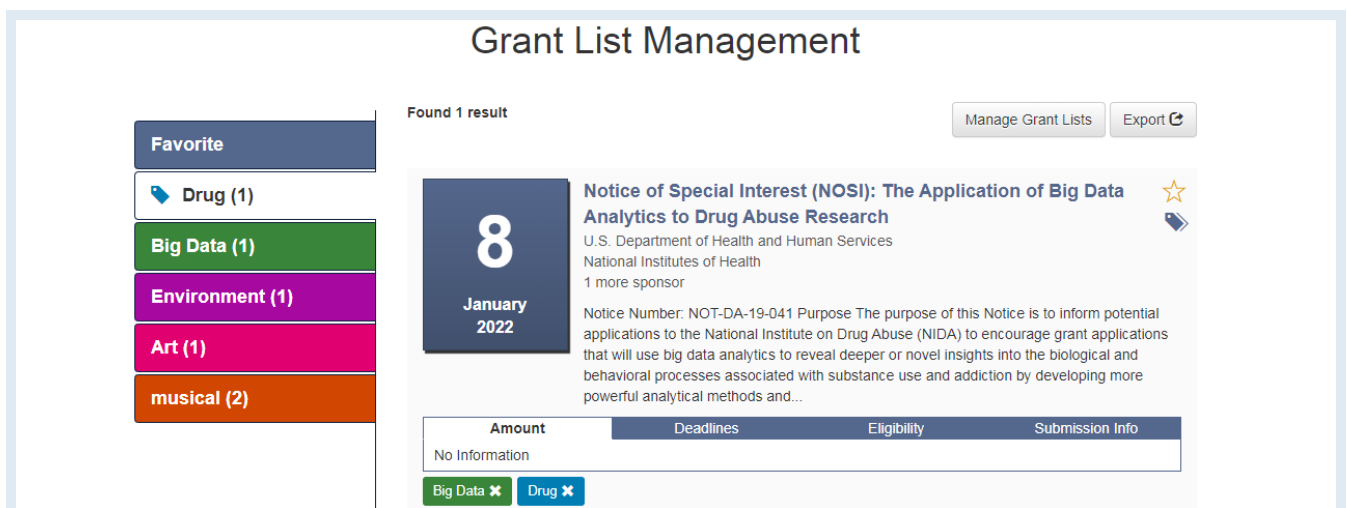 Grant List Management
Found 1 result
Manage Grant Lists
Export
Favorite
Drug (1)
Big Data (1)
Environment (1)
Art (1)
musical (2)
8
January
2022
Notice of Special Interest (NOSI): The Application of Big Data
Analytics to Drug Abuse Research
U.S. Department of Health and Human Services
National Institutes of Health
1 more sponsor
Notice Number: NOT-DA-19-041 Purpose The purpose of this Notice is to inform potential
applications to the National Institute on Drug Abuse (NIDA) to encourage grant applications
that will use big data analytics to reveal deeper or novel insights into the biological and
behavioral processes associated with substance use and addiction by developing more
powerful analytical methods and...
Amount Deadlines Eligibility Submission Info
No Information
Big Data ✖ Drug ✖